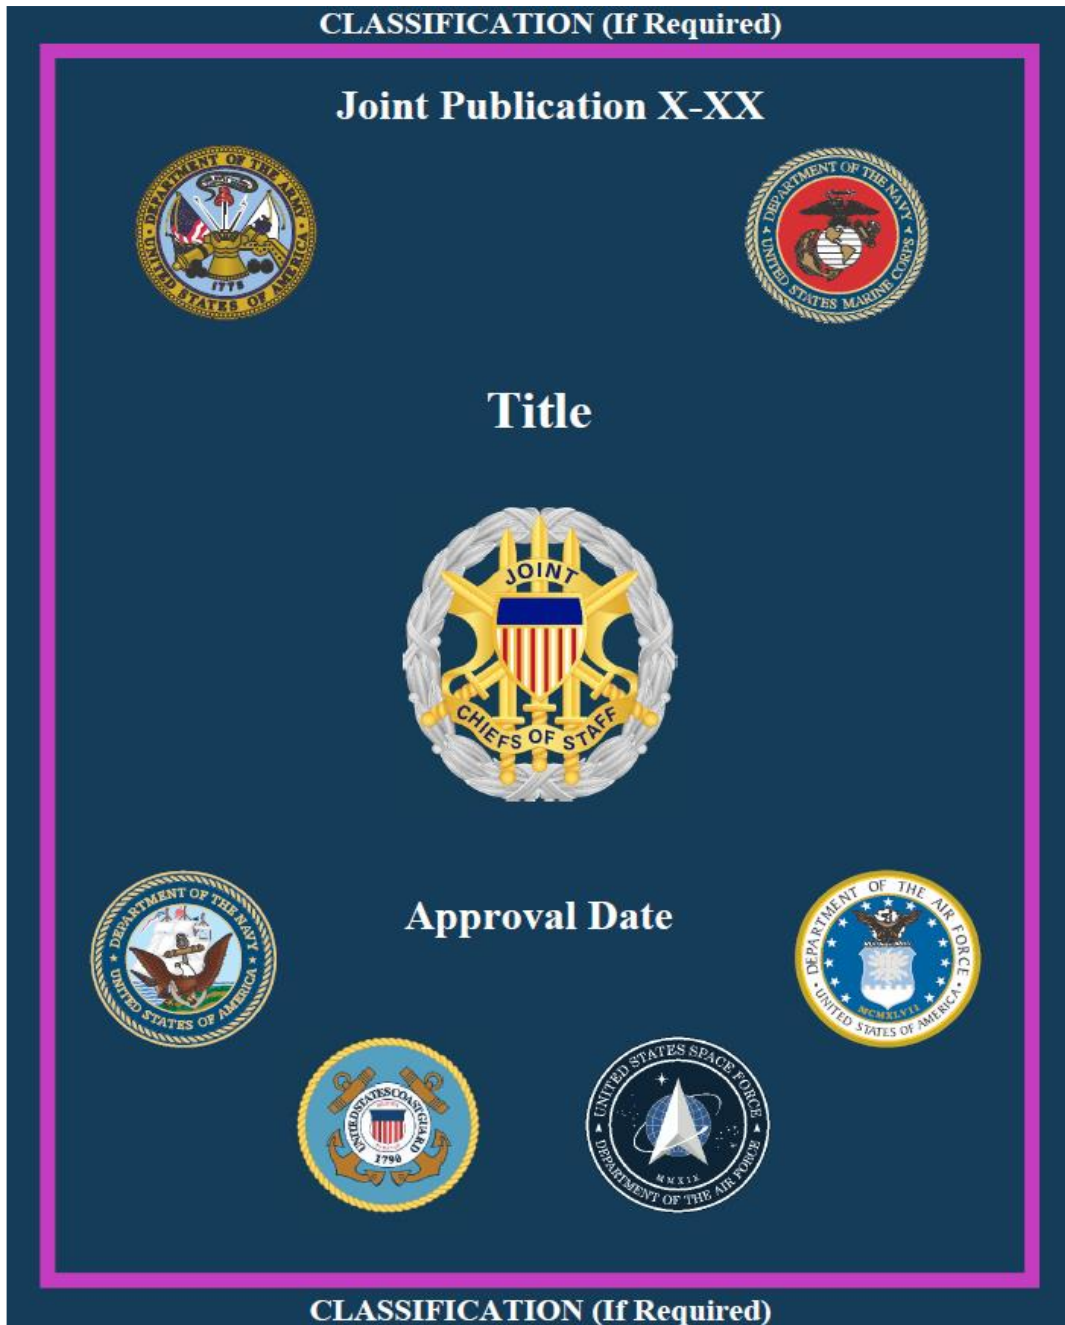 CLASSIFICATION (If Required)
Joint Publication X-XX
DEPARTMENT OF THE ARMY
UNITED STATES OF AMERICA
1775
DEPARTMENT OF THE NAVY
UNITED STATES MARINE CORPS
Title
JOINT
CHIEFS OF STAFF
DEPARTMENT OF THE NAVY
UNITED STATES OF AMERICA
Approval Date
DEPARTMENT OF THE AIR FORCE
MCMXLVII
UNITED STATES OF AMERICA
UNITED STATES COAST GUARD
1790
UNITED STATES SPACE FORCE
MMXIX
DEPARTMENT OF THE AIR FORCE
CLASSIFICATION (If Required)